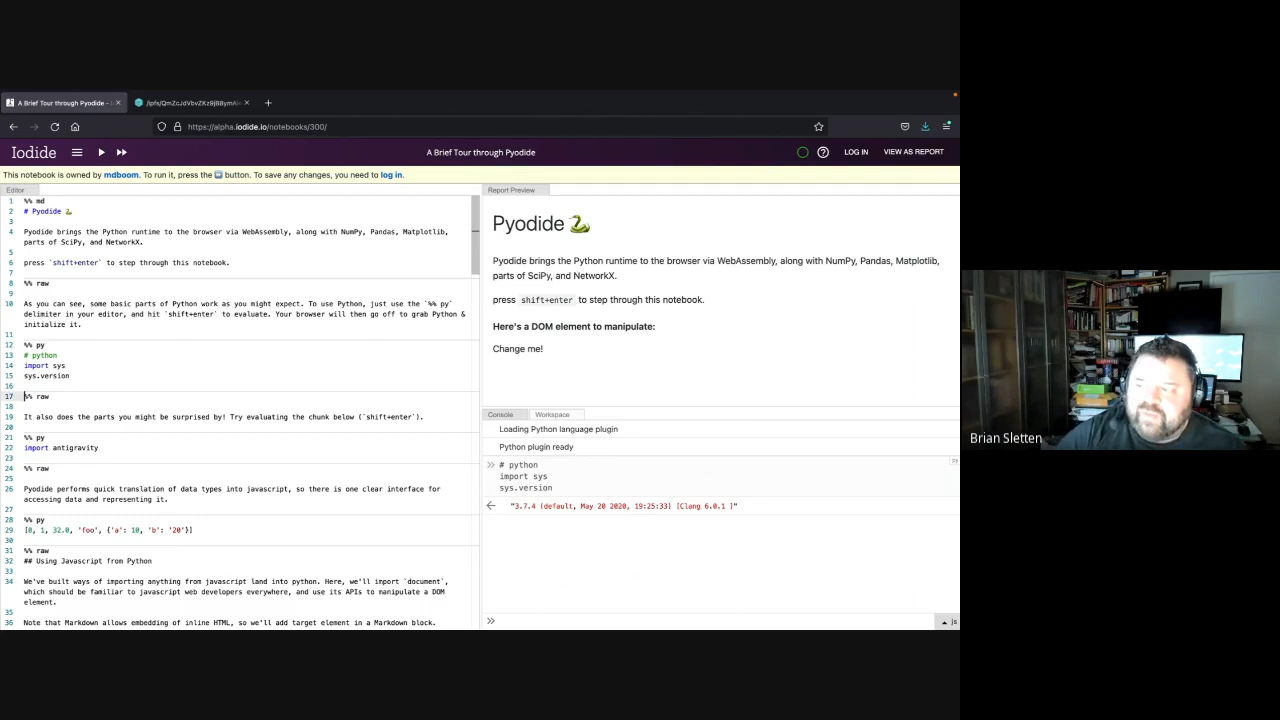 A Brief Tour through Pyodide -
https://alpha.iodide.io/notebooks/300/
Iodide
A Brief Tour through Pyodide
LOG IN
VIEW AS REPORT
This notebook is owned by mdboom. To run it, press the button. To save any changes, you need to log in.
Editor
1 %% md
2 # Pyodide 🐍
3
4 Pyodide brings the Python runtime to the browser via WebAssembly, along with NumPy, Pandas, Matplotlib,
parts of SciPy, and NetworkX.
5
6 press `shift+enter` to step through this notebook.
7
8 %% raw
9
10 As you can see, some basic parts of Python work as you might expect. To use Python, just use the `%% py`
delimiter in your editor, and hit `shift+enter` to evaluate. Your browser will then go off to grab Python &
initialize it.
11
12 %% py
13 # python
14 import sys
15 sys.version
16
17 %% raw
18
19 It also does the parts you might be surprised by! Try evaluating the chunk below (`shift+enter`).
20
21 %% py
22 import antigravity
23
24 %% raw
25
26 Pyodide performs quick translation of data types into javascript, so there is one clear interface for
accessing data and representing it.
27
28 %% py
29 [0, 1, 32.0, 'foo', {'a': 10, 'b': '20'}]
30
31 %% raw
32 ## Using Javascript from Python
33
34 We've built ways of importing anything from javascript land into python. Here, we'll import `document`,
which should be familiar to javascript web developers everywhere, and use its APIs to manipulate a DOM
element.
35
36 Note that Markdown allows embedding of inline HTML, so we'll add target element in a Markdown block.
Report Preview
Pyodide 🐍
Pyodide brings the Python runtime to the browser via WebAssembly, along with NumPy, Pandas, Matplotlib,
parts of SciPy, and NetworkX.
press shift+enter to step through this notebook.
Here's a DOM element to manipulate:
Change me!
Console
Workspace
Loading Python language plugin
Python plugin ready
# python
import sys
sys.version
"3.7.4 (default, May 20 2020, 19:25:33) [Clang 6.0.1 ]"
js
Brian Sletten